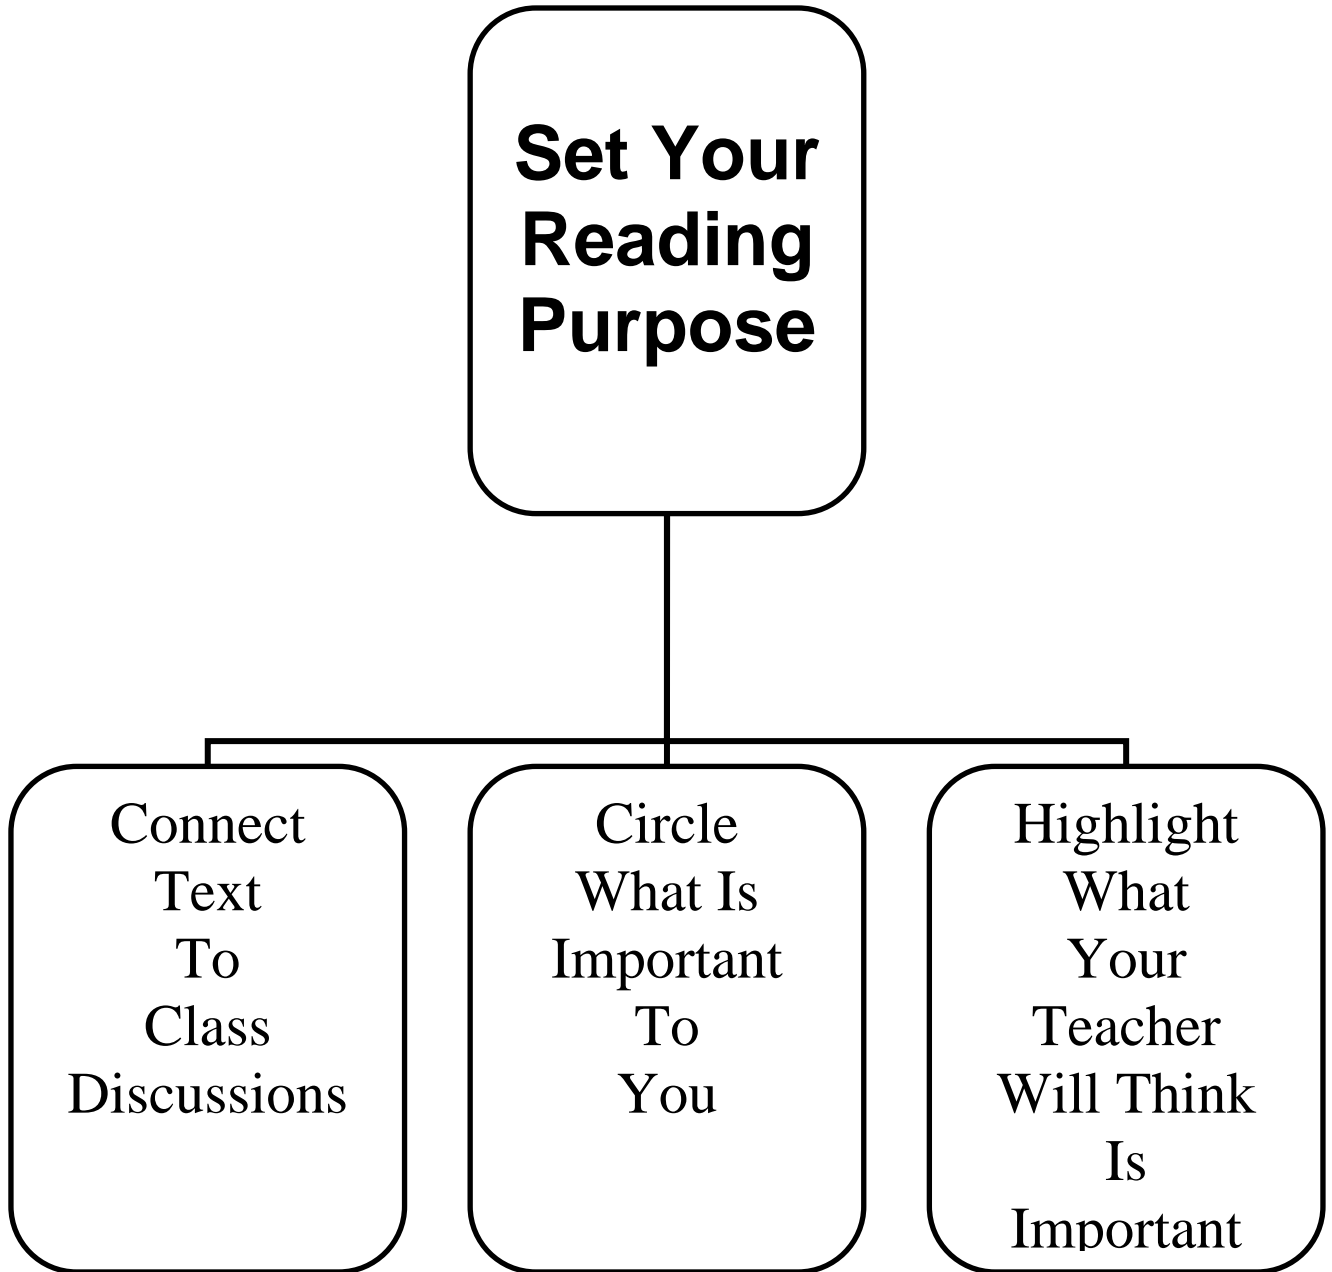 Set Your
Reading
Purpose
Connect
Text
To
Class
Discussions
Circle
What Is
Important
To
You
Highlight
What
Your
Teacher
Will Think
Is
Important